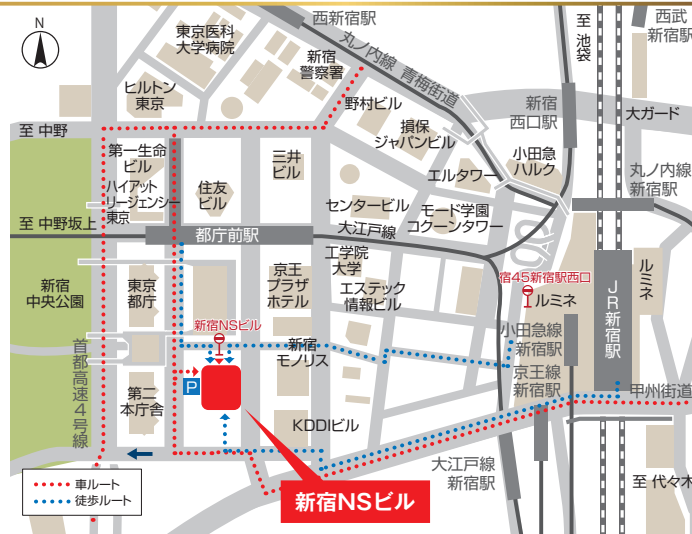 N
西新宿駅
至
池袋
西武
新宿駅
東京医科
大学病院
新宿
警察署
丸ノ内線
青梅街道
ヒルトン
東京
野村ビル
新宿
西口駅
大ガード
至 中野
損保
ジャパンビル
小田急
ハルク
丸ノ内線
新宿駅
第一生命
ビル
三井
ビル
エルタワー
ハイアット
リージェンシー
東京
住友
ビル
センタービル
モード学園
コクーンタワー
至 中野坂上
都庁前駅
大江戸線
新宿
中央公園
東京
都庁
京王
プラザ
ホテル
工学院
大学
エステック
情報ビル
宿45新宿駅西口
ルミネ
ルミネ
JR新宿駅
新宿NSビル
新宿
モノリス
小田急線
新宿駅
京王線
新宿駅
首都高速4号線
P
第二
本庁舎
KDDIビル
甲州街道
大江戸線
新宿駅
至 代々木
車ルート
徒歩ルート
新宿NSビル